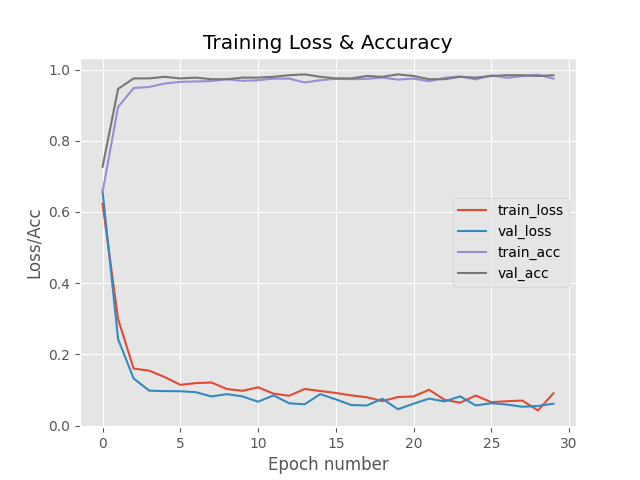 Training Loss & Accuracy
1.0
0.8
0.6
0.4
0.2
0.0
Loss/Acc
train_loss
val_loss
train_acc
val_acc
0 5 10 15 20 25 30
Epoch number